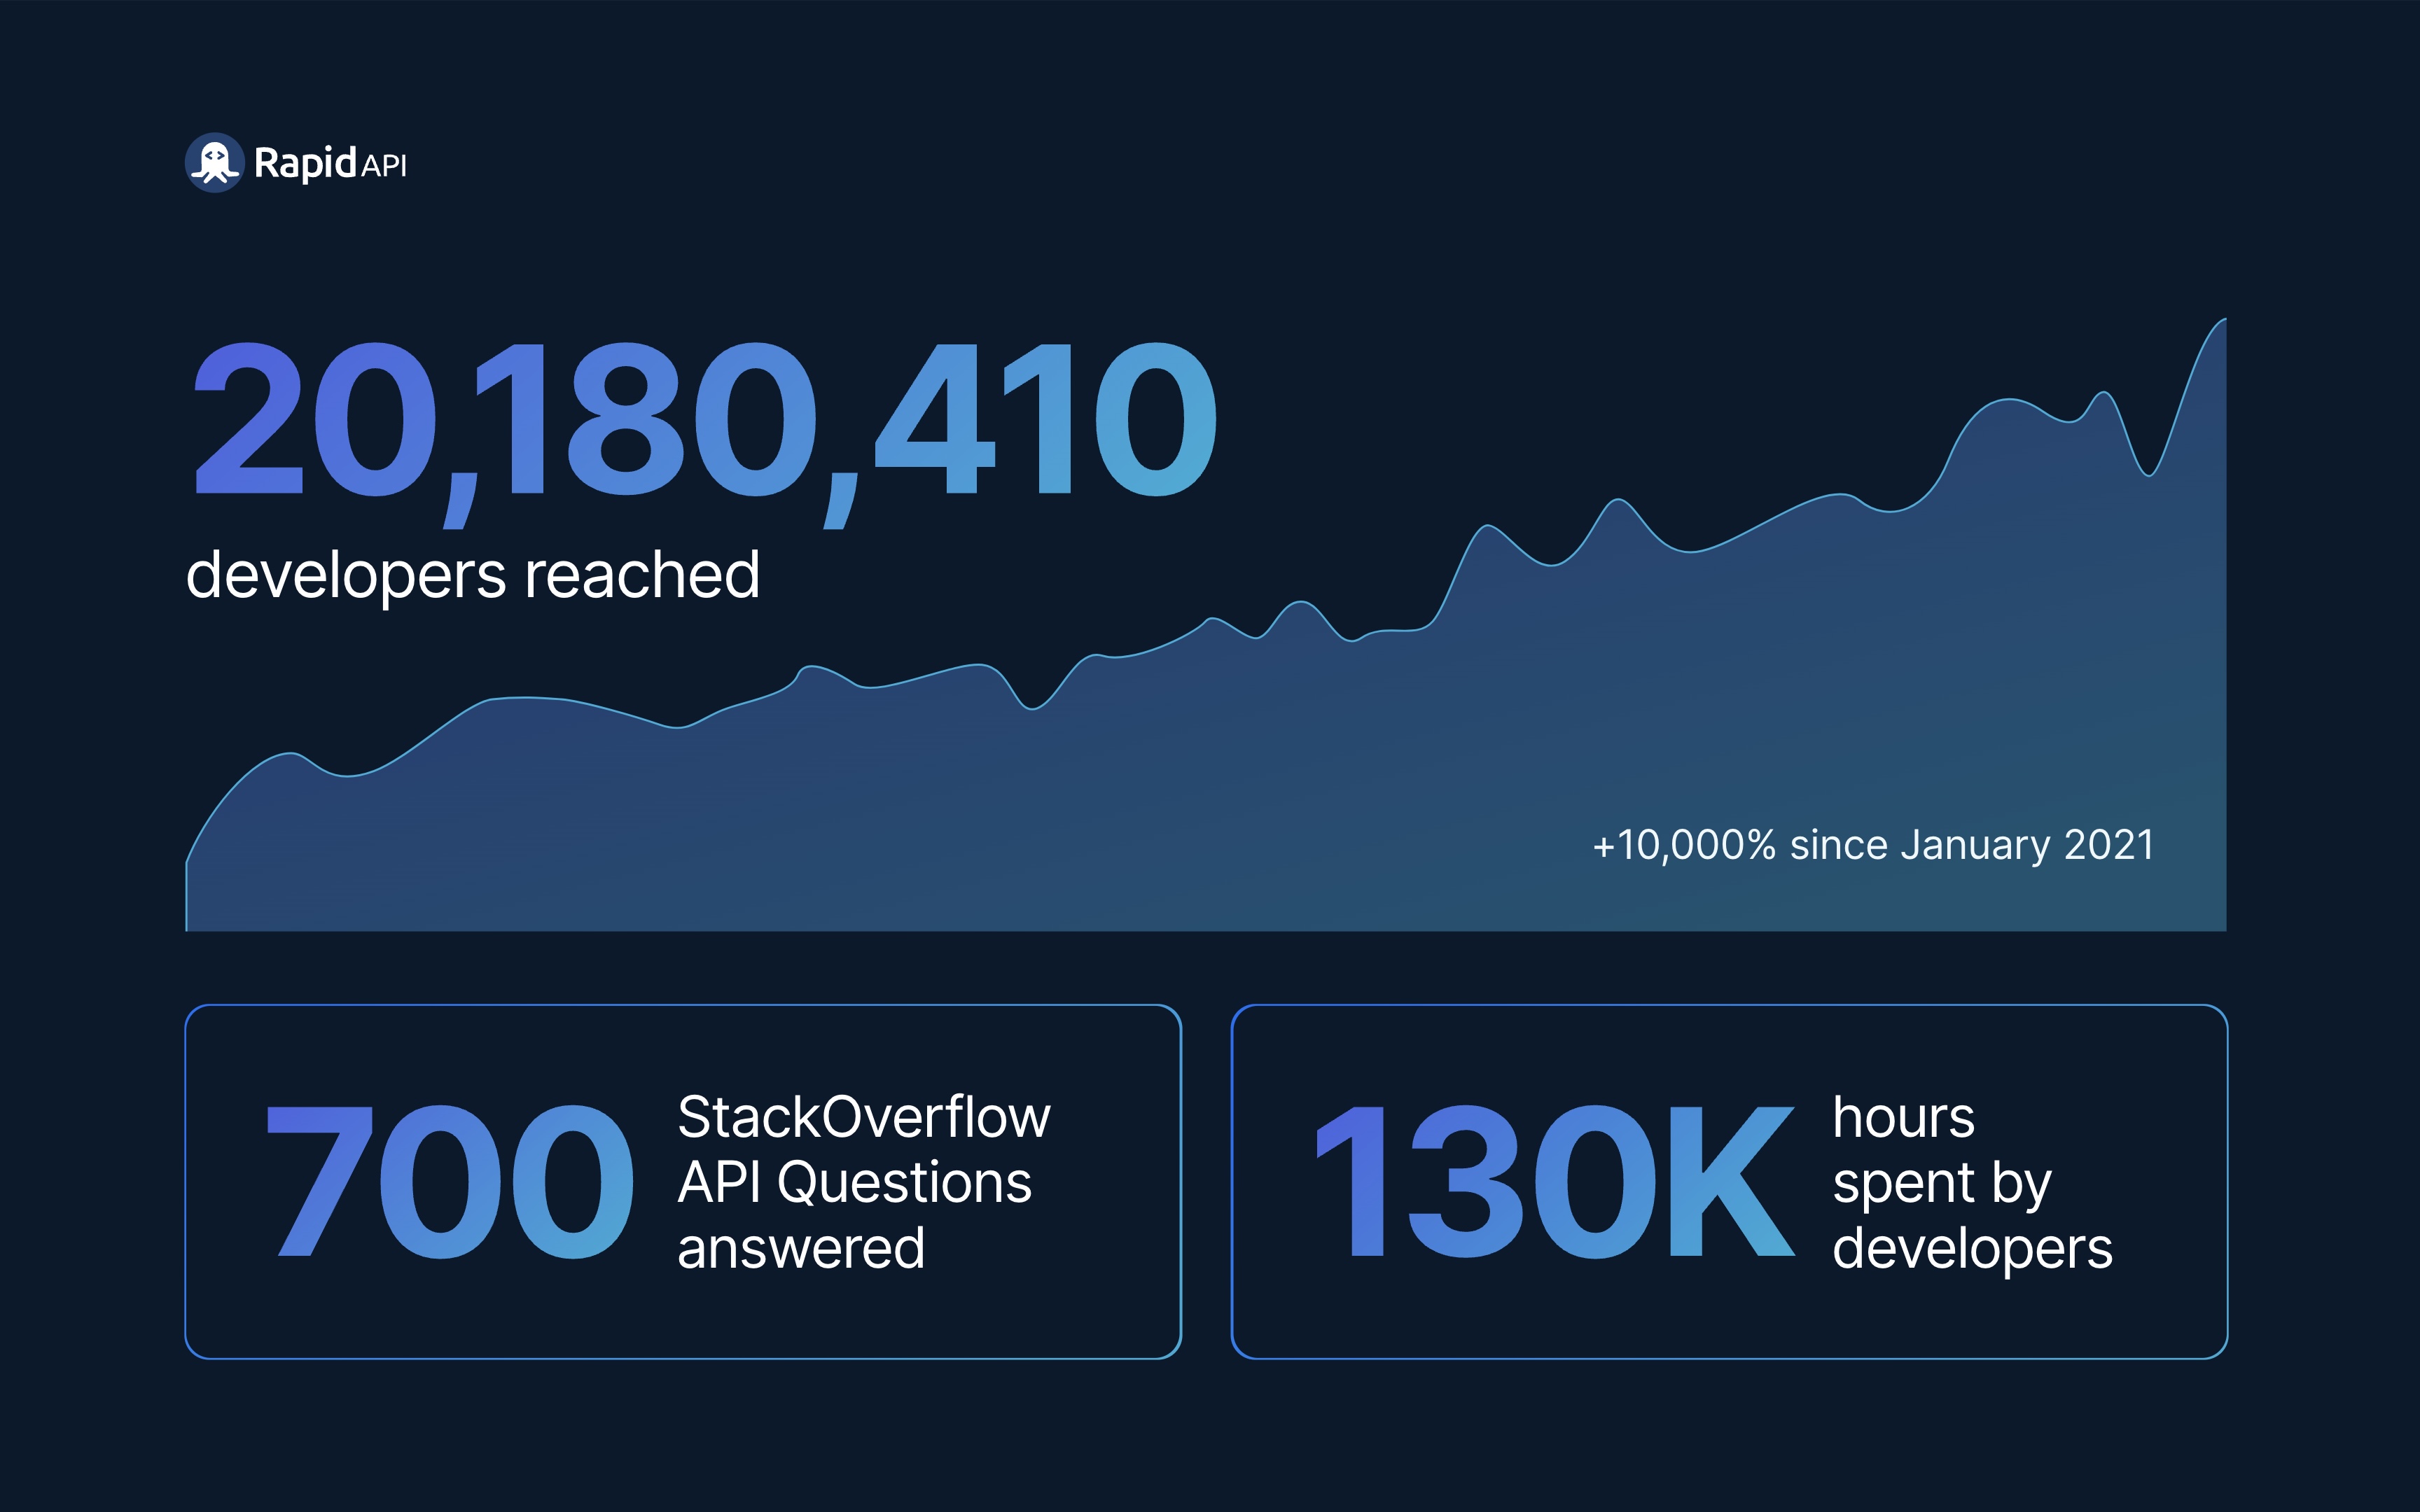 Rapid API
20,180,410
developers reached
+10,000% since January 2021
700
StackOverflow
API Questions
answered
130K
hours
spent by
developers